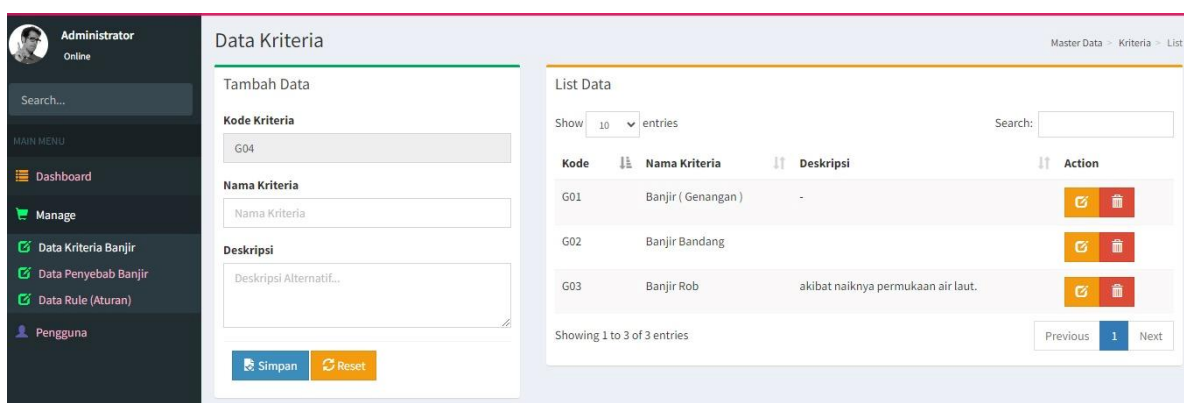 Administrator
Online
Search...
MAIN MENU
Dashboard
Manage
Data Kriteria Banjir
Data Penyebab Banjir
Data Rule (Aturan)
Pengguna
Data Kriteria
Master Data > Kriteria > List
Tambah Data
Kode Kriteria
G04
Nama Kriteria
Nama Kriteria
Deskripsi
Deskripsi Alternatif...
Simpan Reset
List Data
Show 10 entries Search:
Kode Nama Kriteria Deskripsi Action
G01 Banjir ( Genangan ) -
G02 Banjir Bandang
G03 Banjir Rob akibat naiknya permukaan air laut.
Showing 1 to 3 of 3 entries
Previous 1 Next